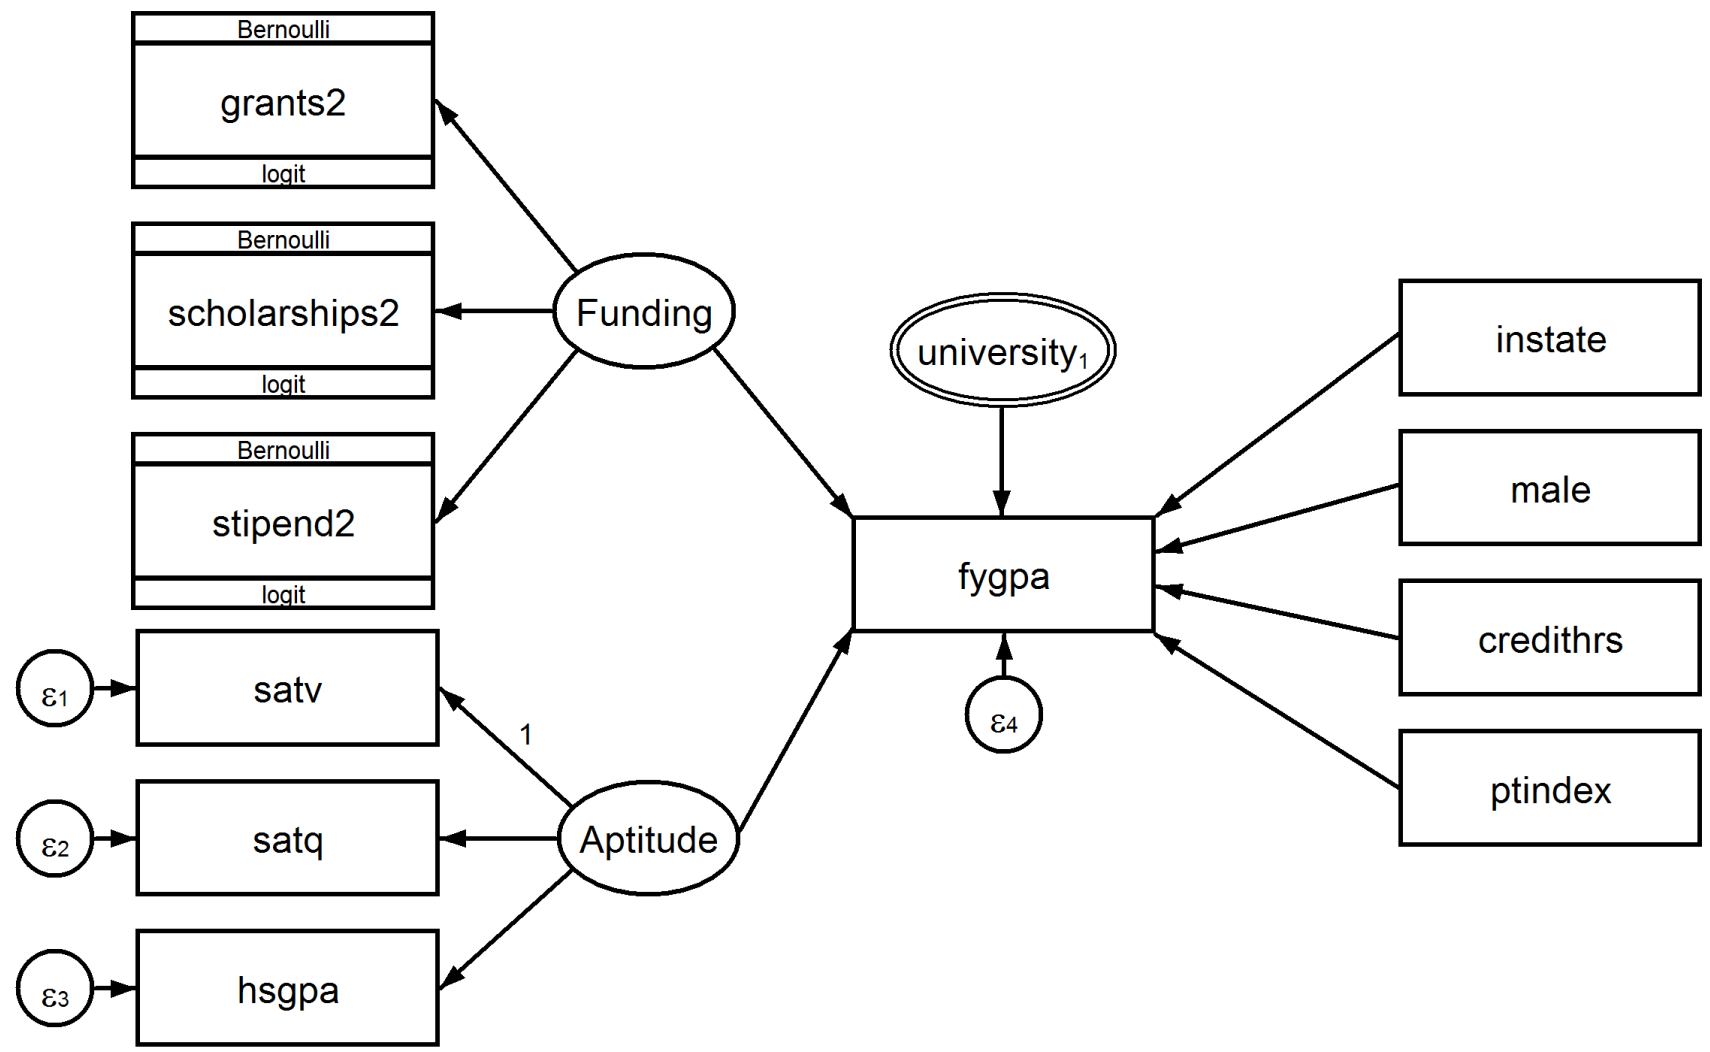 Bernoulli
grants2
logit
Bernoulli
scholarships2
logit
Bernoulli
stipend2
logit
Funding
university₁
instate
male
fygpa
credithrs
ptindex
ε₄
ε₁
satv
1
ε₂
satq
Aptitude
ε₃
hsgpa